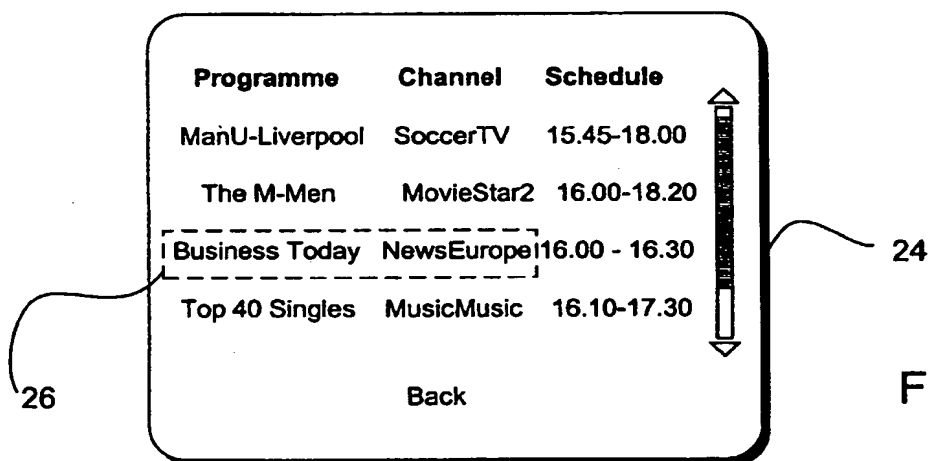 Programme Channel Schedule
ManU-Liverpool SoccerTV 15.45-18.00
The M-Men MovieStar2 16.00-18.20
Business Today NewsEurope 16.00 - 16.30
24
Top 40 Singles MusicMusic 16.10-17.30
26
Back
F